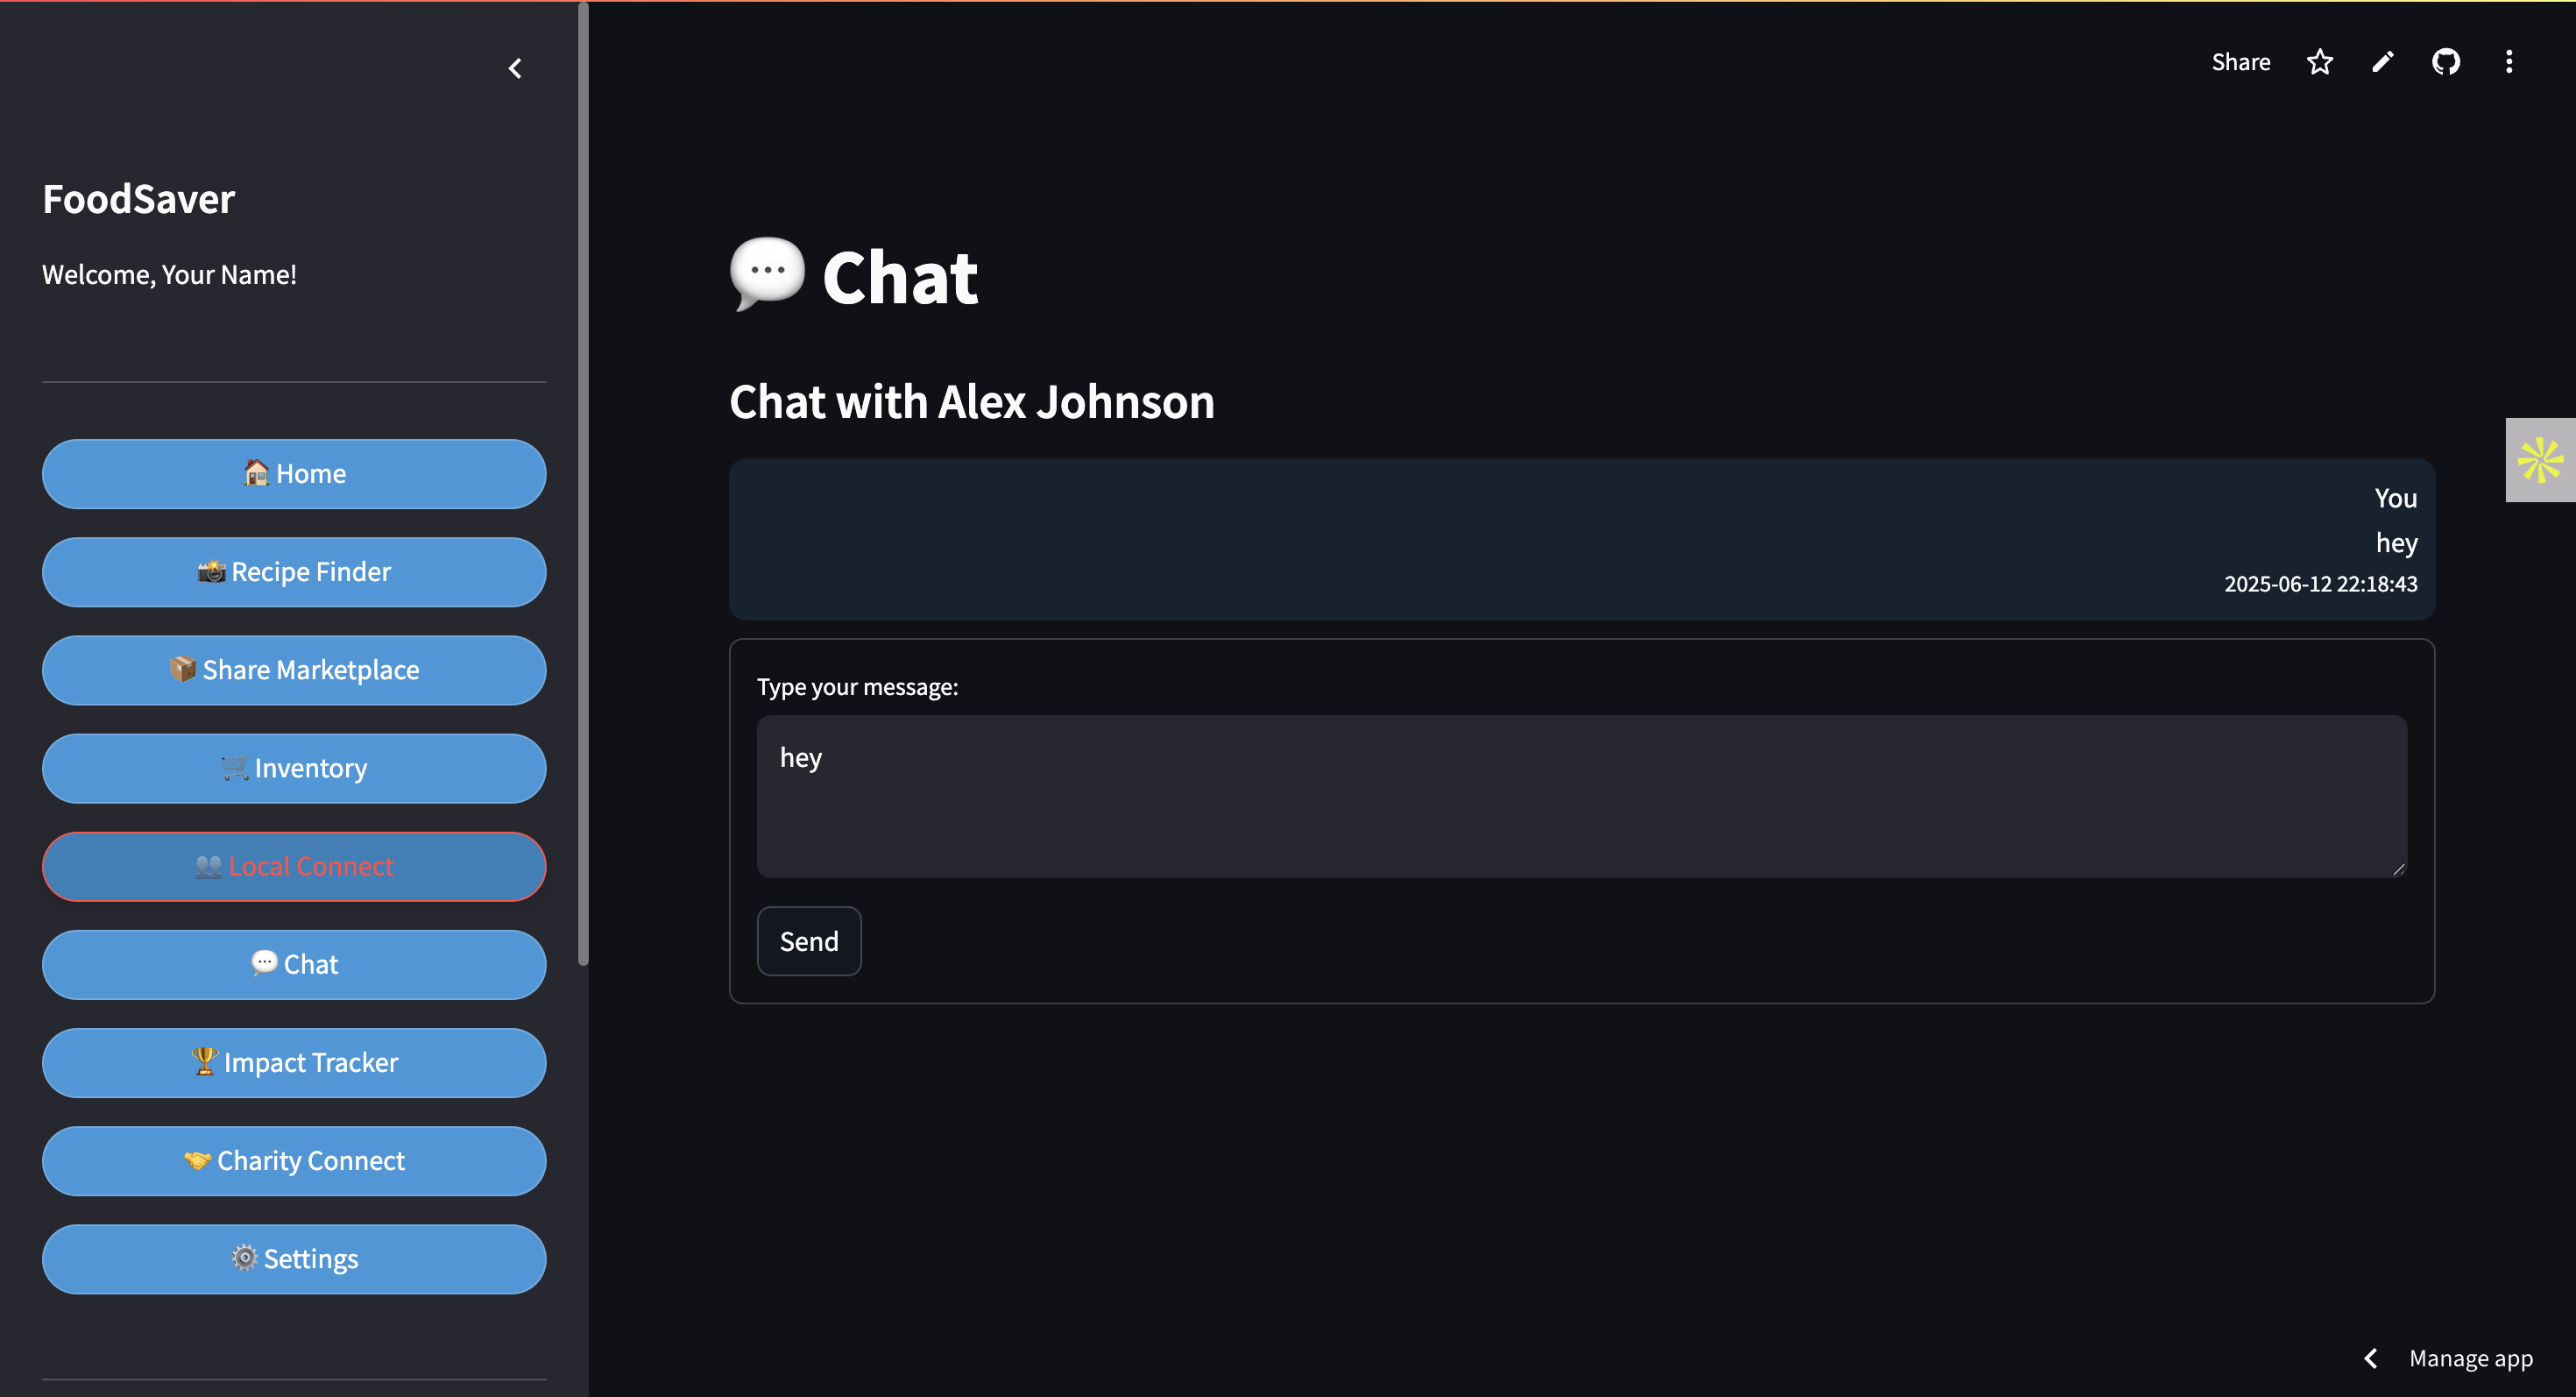 FoodSaver
Welcome, Your Name!
Home
Recipe Finder
Share Marketplace
Inventory
Local Connect
Chat
Impact Tracker
Charity Connect
Settings
Share
Chat
Chat with Alex Johnson
You
hey
2025-06-12 22:18:43
Type your message:
hey
Send
Manage app